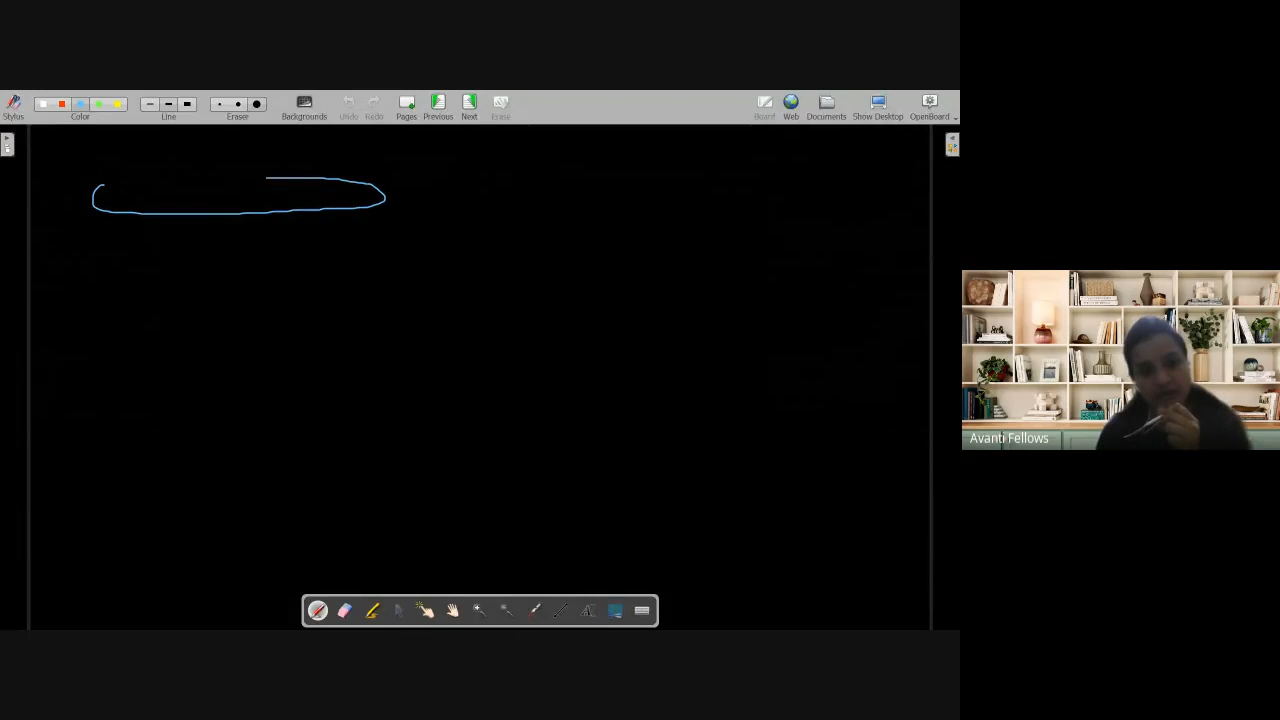 Stylus
Color
Line
Eraser
Backgrounds
Undo
Redo
Pages
Previous
Next
Erase
Board
Web
Documents
Show Desktop
OpenBoard
Avanti Fellows